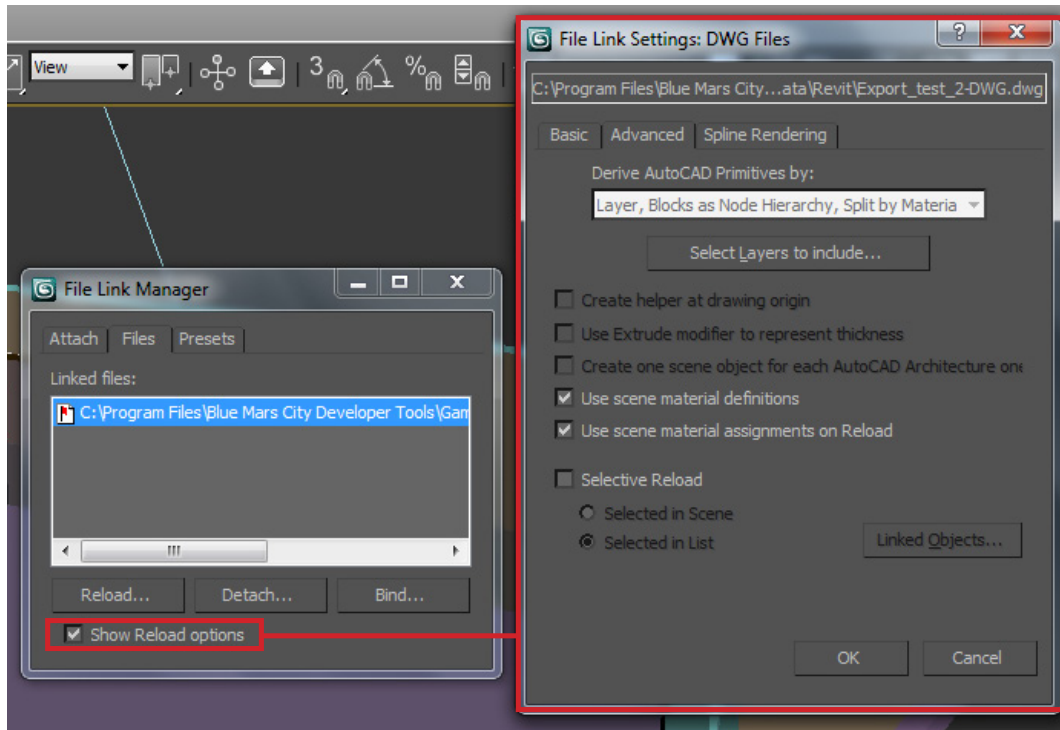 View
3
%
File Link Manager
Attach Files Presets
Linked files:
C:\Program Files\Blue Mars City Developer Tools\Gam
Reload... Detach... Bind...
Show Reload options
File Link Settings: DWG Files
? X
C:\Program Files\Blue Mars City...ata\Revit\Export_test_2-DWG.dwg
Basic Advanced Spline Rendering
Derive AutoCAD Primitives by:
Layer, Blocks as Node Hierarchy, Split by Materia
Select Layers to include...
Create helper at drawing origin
Use Extrude modifier to represent thickness
Create one scene object for each AutoCAD Architecture one
Use scene material definitions
Use scene material assignments on Reload
Selective Reload
Selected in Scene
Selected in List
Linked Objects...
OK Cancel